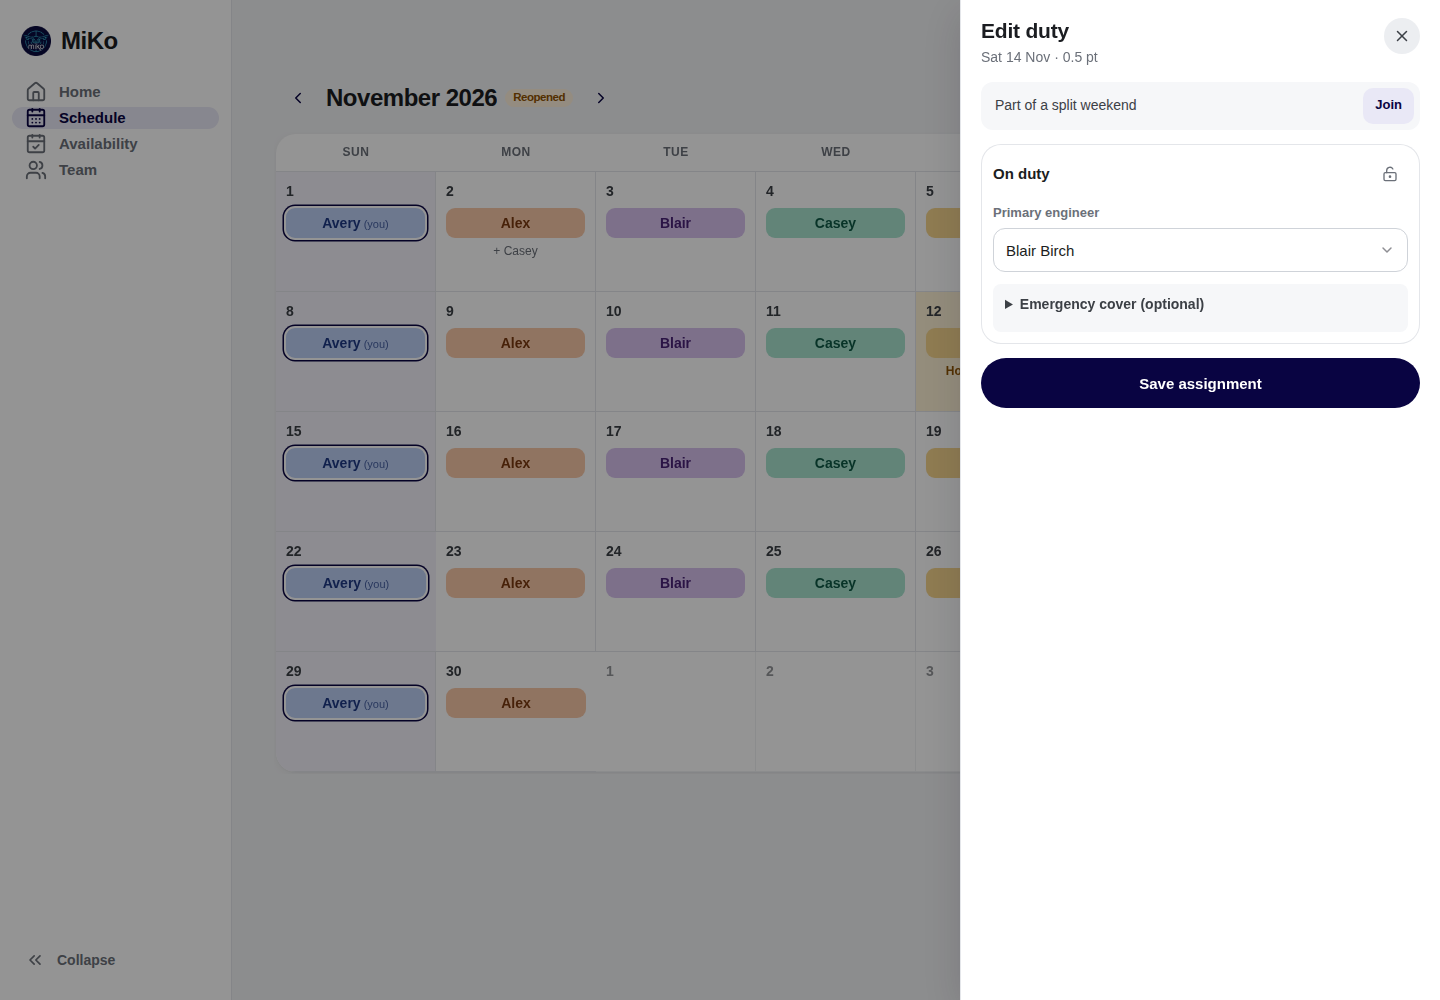 miko
MiKo
Home
Schedule
Availability
Team
Collapse
November 2026 Reopened
SUN MON TUE WED
1 2 3 4 5
Avery (you) Alex Blair Casey
+ Casey
8 9 10 11 12
Avery (you) Alex Blair Casey
Ho
15 16 17 18 19
Avery (you) Alex Blair Casey
22 23 24 25 26
Avery (you) Alex Blair Casey
29 30 1 2 3
Avery (you) Alex
Edit duty
Sat 14 Nov · 0.5 pt
Part of a split weekend Join
On duty
Primary engineer
Blair Birch
Emergency cover (optional)
Save assignment